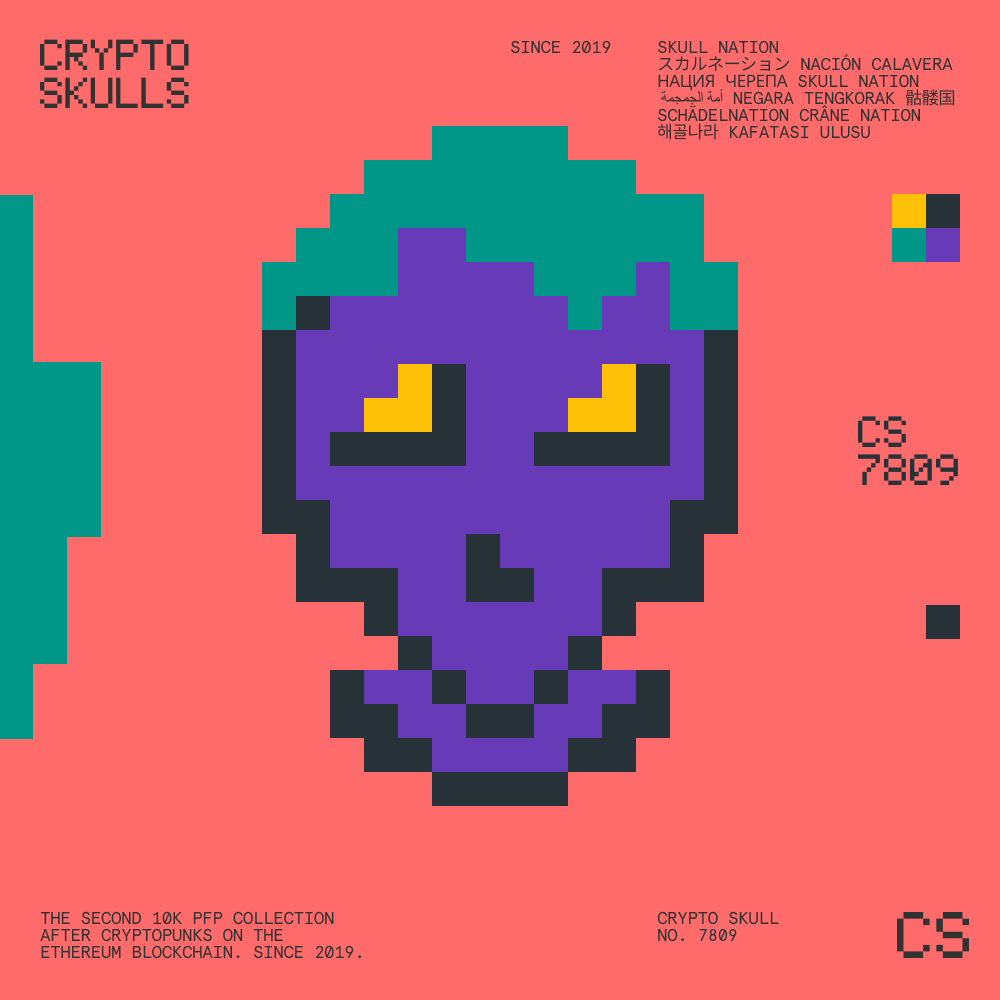 CRYPTO
SKULLS
SINCE 2019
SKULL NATION
スカルネーション NACIÓN CALAVERA
НАЦИЯ ЧЕРЕПА SKULL NATION
أمة الجمجمة NEGARA TENGKORAK 骷髅国
SCHÄDELNATION CRÂNE NATION
해골나라 KAFATASI ULUSU
CS
7809
THE SECOND 10K PFP COLLECTION
AFTER CRYPTOPUNKS ON THE
ETHEREUM BLOCKCHAIN. SINCE 2019.
CRYPTO SKULL
NO. 7809
CS